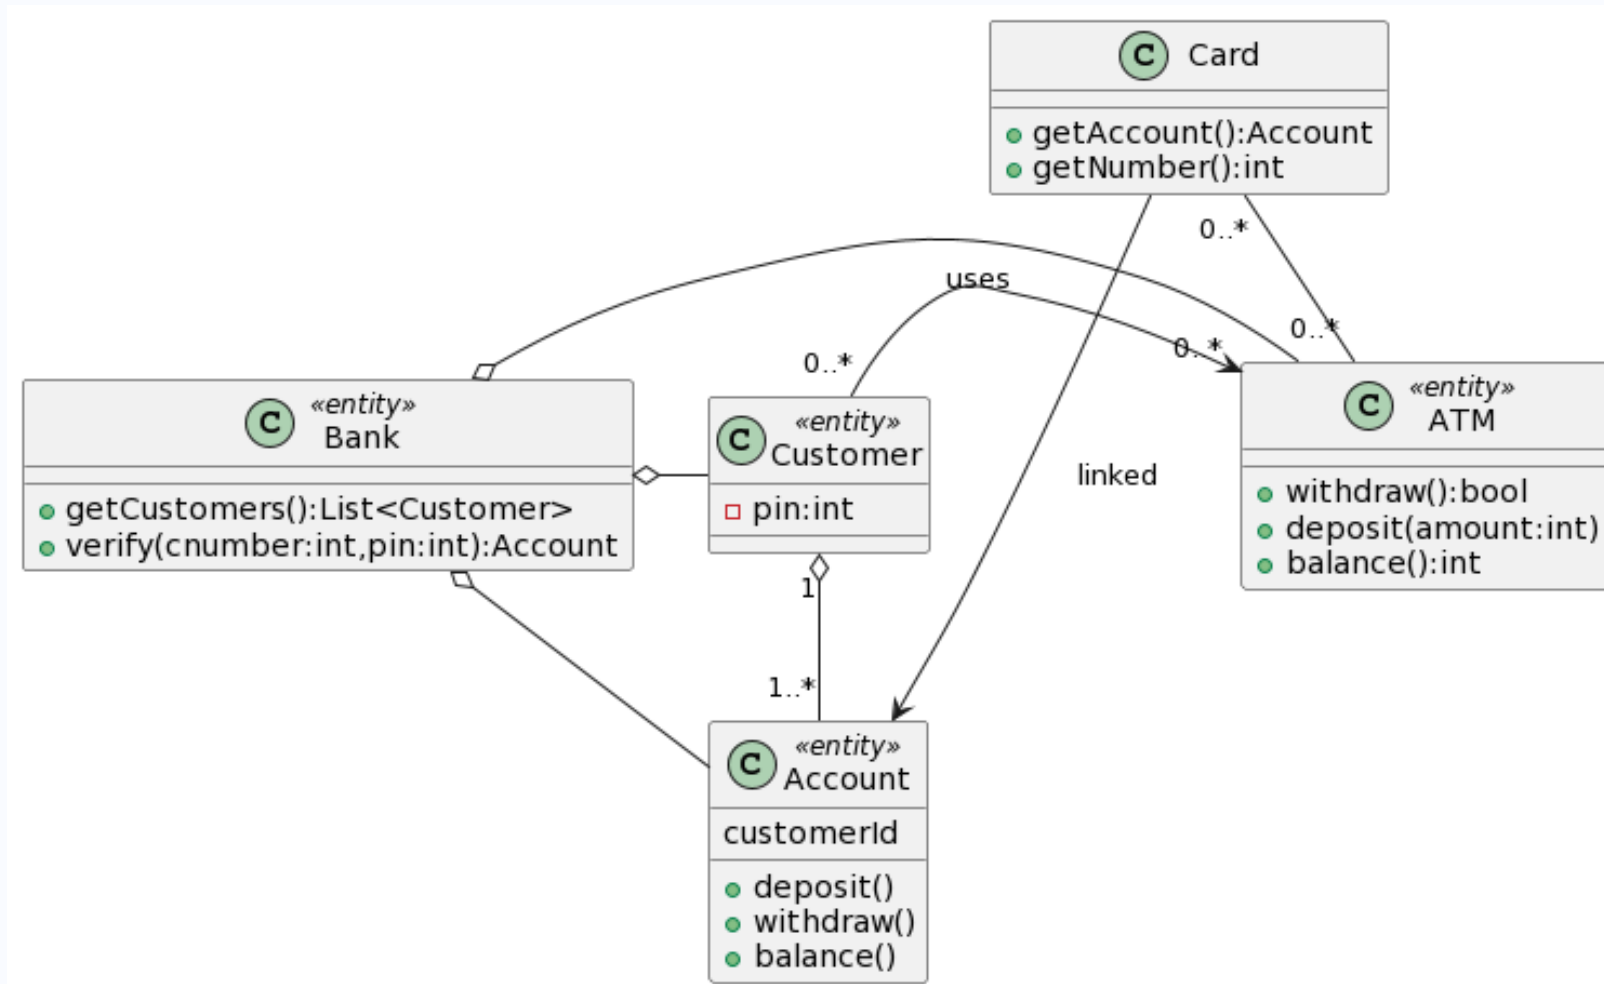 C Card
getAccount():Account
getNumber():int
0..*
uses
0..*
0..*
0..*
linked
C «entity»
Bank
getCustomers():List<Customer>
verify(cnumber:int,pin:int):Account
C «entity»
Customer
pin:int
C «entity»
ATM
withdraw():bool
deposit(amount:int)
balance():int
1
1..*
C «entity»
Account
customerId
deposit()
withdraw()
balance()